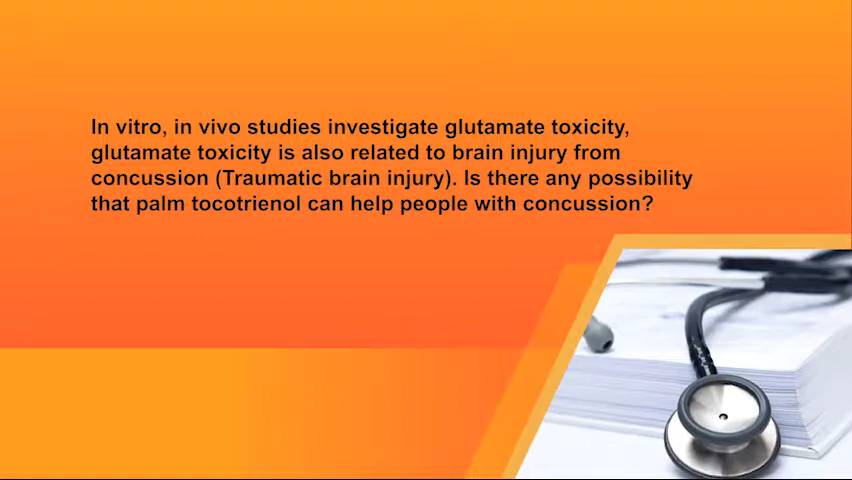 In vitro, in vivo studies investigate glutamate toxicity,
glutamate toxicity is also related to brain injury from
concussion (Traumatic brain injury). Is there any possibility
that palm tocotrienol can help people with concussion?